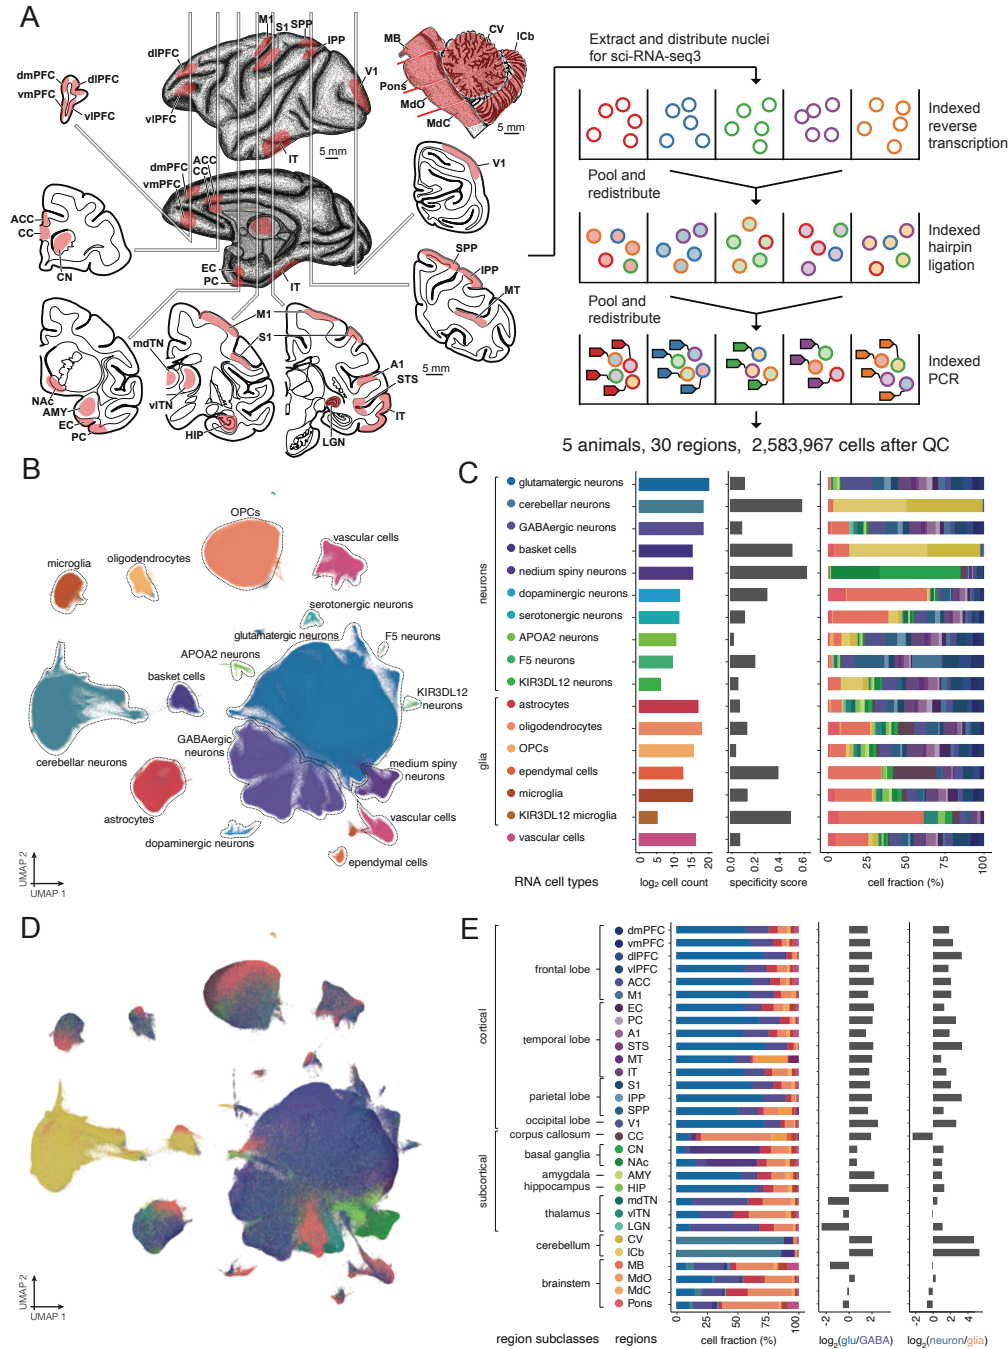 A
M1
S1
SPP
IPP
dlPFC
V1
vlPFC
IT
5 mm
dmPFC
dlPFC
vmPFC
vlPFC
MB
CV
lCb
Pons
MdO
MdC
5 mm
V1
ACC
CC
dmPFC
vmPFC
EC
PC
IT
ACC
CC
CN
SPP
IPP
MT
M1
S1
mdTN
vlTN
HIP
NAc
AMY
EC
PC
A1
STS
IT
LGN
5 mm
Extract and distribute nuclei
for sci-RNA-seq3
Indexed
reverse
transcription
Pool and
redistribute
Indexed
hairpin
ligation
Pool and
redistribute
Indexed
PCR
5 animals, 30 regions, 2,583,967 cells after QC
B
OPCs
vascular cells
oligodendrocytes
microglia
serotonergic neurons
glutamatergic neurons
F5 neurons
APOA2 neurons
basket cells
KIR3DL12
neurons
GABAergic
neurons
cerebellar neurons
medium spiny
neurons
astrocytes
vascular cells
dopaminergic neurons
ependymal cells
UMAP 2
UMAP 1
C
neurons
glutamatergic neurons
cerebellar neurons
GABAergic neurons
basket cells
nedium spiny neurons
dopaminergic neurons
serotonergic neurons
APOA2 neurons
F5 neurons
KIR3DL12 neurons
glia
astrocytes
oligodendrocytes
OPCs
ependymal cells
microglia
KIR3DL12 microglia
vascular cells
0 5 10 15 20
0.0 0.2 0.4 0.6
0 25 50 75 100
RNA cell types
log2 cell count
specificity score
cell fraction (%)
D
UMAP 2
UMAP 1
E
cortical
subcortical
frontal lobe
temporal lobe
parietal lobe
occipital lobe
corpus callosum
basal ganglia
amygdala
hippocampus
thalamus
cerebellum
brainstem
dmPFC
vmPFC
dlPFC
vlPFC
ACC
M1
EC
PC
A1
STS
MT
IT
S1
IPP
SPP
V1
CC
CN
NAc
AMY
HIP
mdTN
vlTN
LGN
CV
lCb
MB
MdO
MdC
Pons
0 25 50 75 100
-2 0 2
-2 0 2 4
region subclasses
regions
cell fraction (%)
log2(glu/GABA)
log2(neuron/glia)